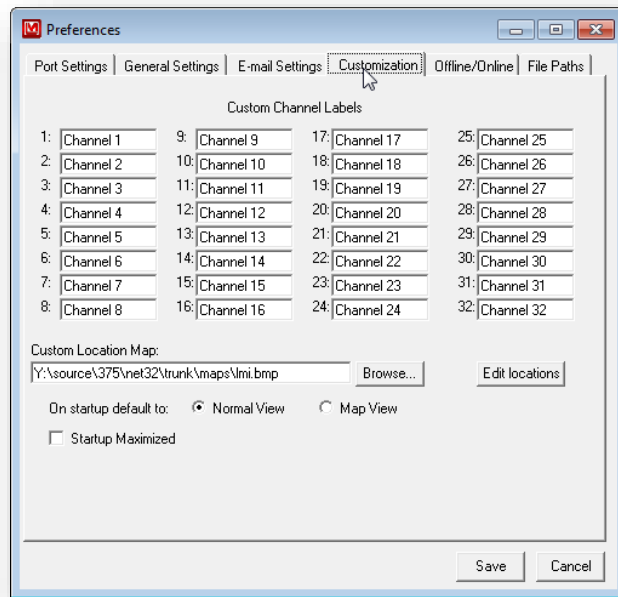 Preferences
Port Settings General Settings E-mail Settings Customization Offline/Online File Paths
Custom Channel Labels
1: Channel 1 9: Channel 9 17: Channel 17 25: Channel 25
2: Channel 2 10: Channel 10 18: Channel 18 26: Channel 26
3: Channel 3 11: Channel 11 19: Channel 19 27: Channel 27
4: Channel 4 12: Channel 12 20: Channel 20 28: Channel 28
5: Channel 5 13: Channel 13 21: Channel 21 29: Channel 29
6: Channel 6 14: Channel 14 22: Channel 22 30: Channel 30
7: Channel 7 15: Channel 15 23: Channel 23 31: Channel 31
8: Channel 8 16: Channel 16 24: Channel 24 32: Channel 32
Custom Location Map:
Y:\source\375\net32\trunk\maps\lmi.bmp Browse... Edit locations
On startup default to: Normal View Map View
Startup Maximized
Save Cancel